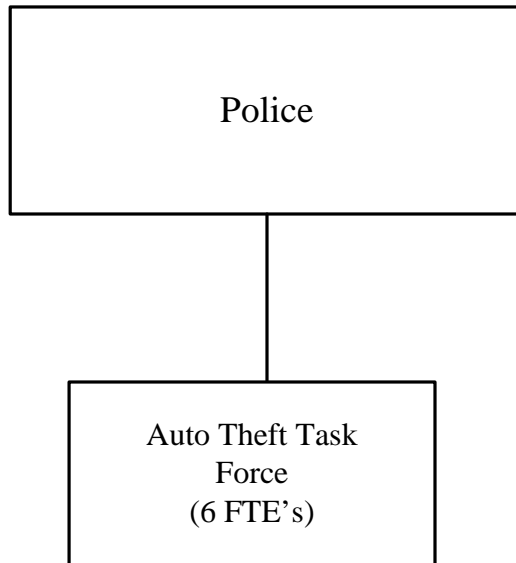 Police
Auto Theft Task
Force
(6 FTE’s)